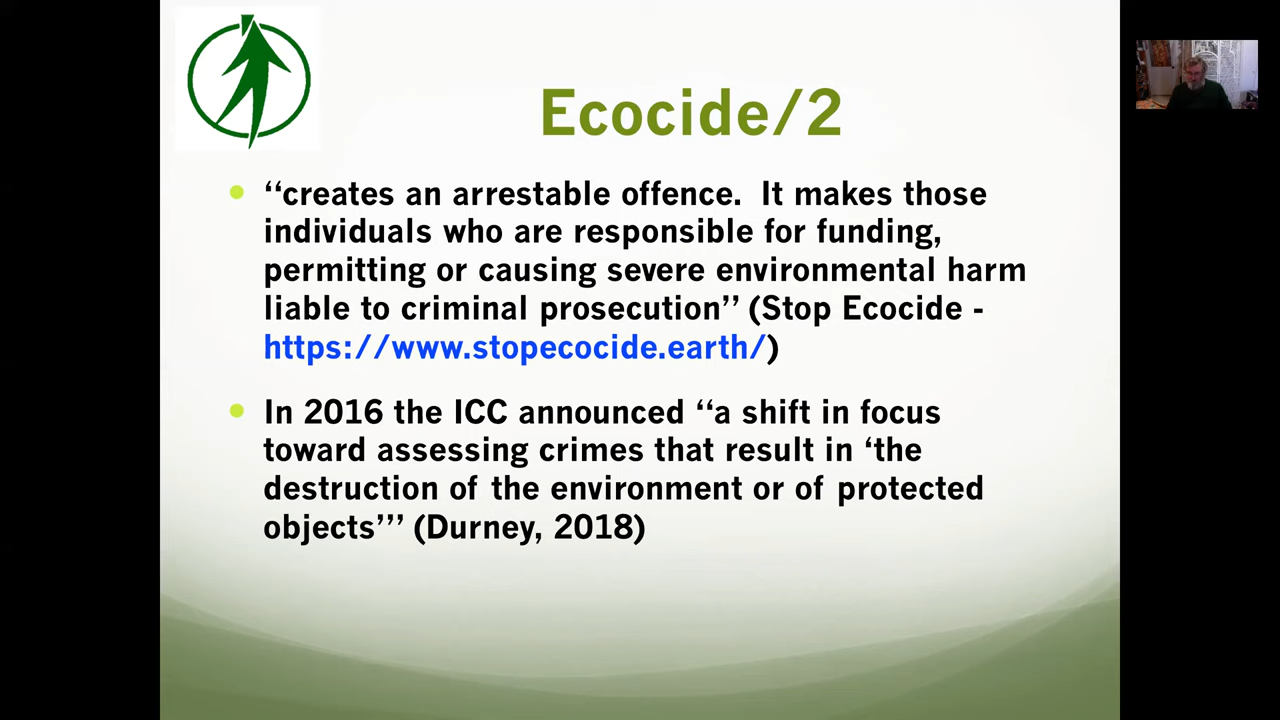 Ecocide/2
“creates an arrestable offence. It makes those
individuals who are responsible for funding,
permitting or causing severe environmental harm
liable to criminal prosecution” (Stop Ecocide -
https://www.stopecocide.earth/)
In 2016 the ICC announced “a shift in focus
toward assessing crimes that result in ‘the
destruction of the environment or of protected
objects’” (Durney, 2018)